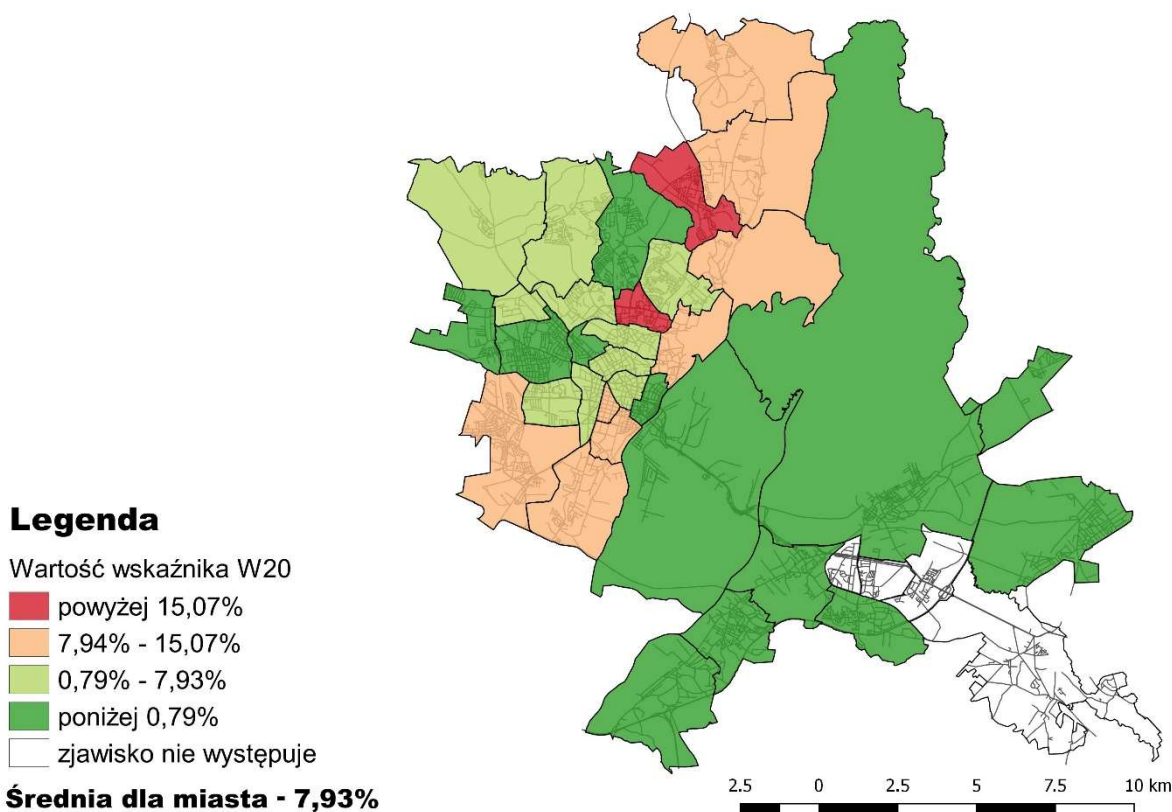 Legenda
Wartość wskaźnika W20
powyżej 15,07%
7,94% - 15,07%
0,79% - 7,93%
poniżej 0,79%
zjawisko nie występuje
Średnia dla miasta - 7,93%
2.5 0 2.5 5 7.5 10 km